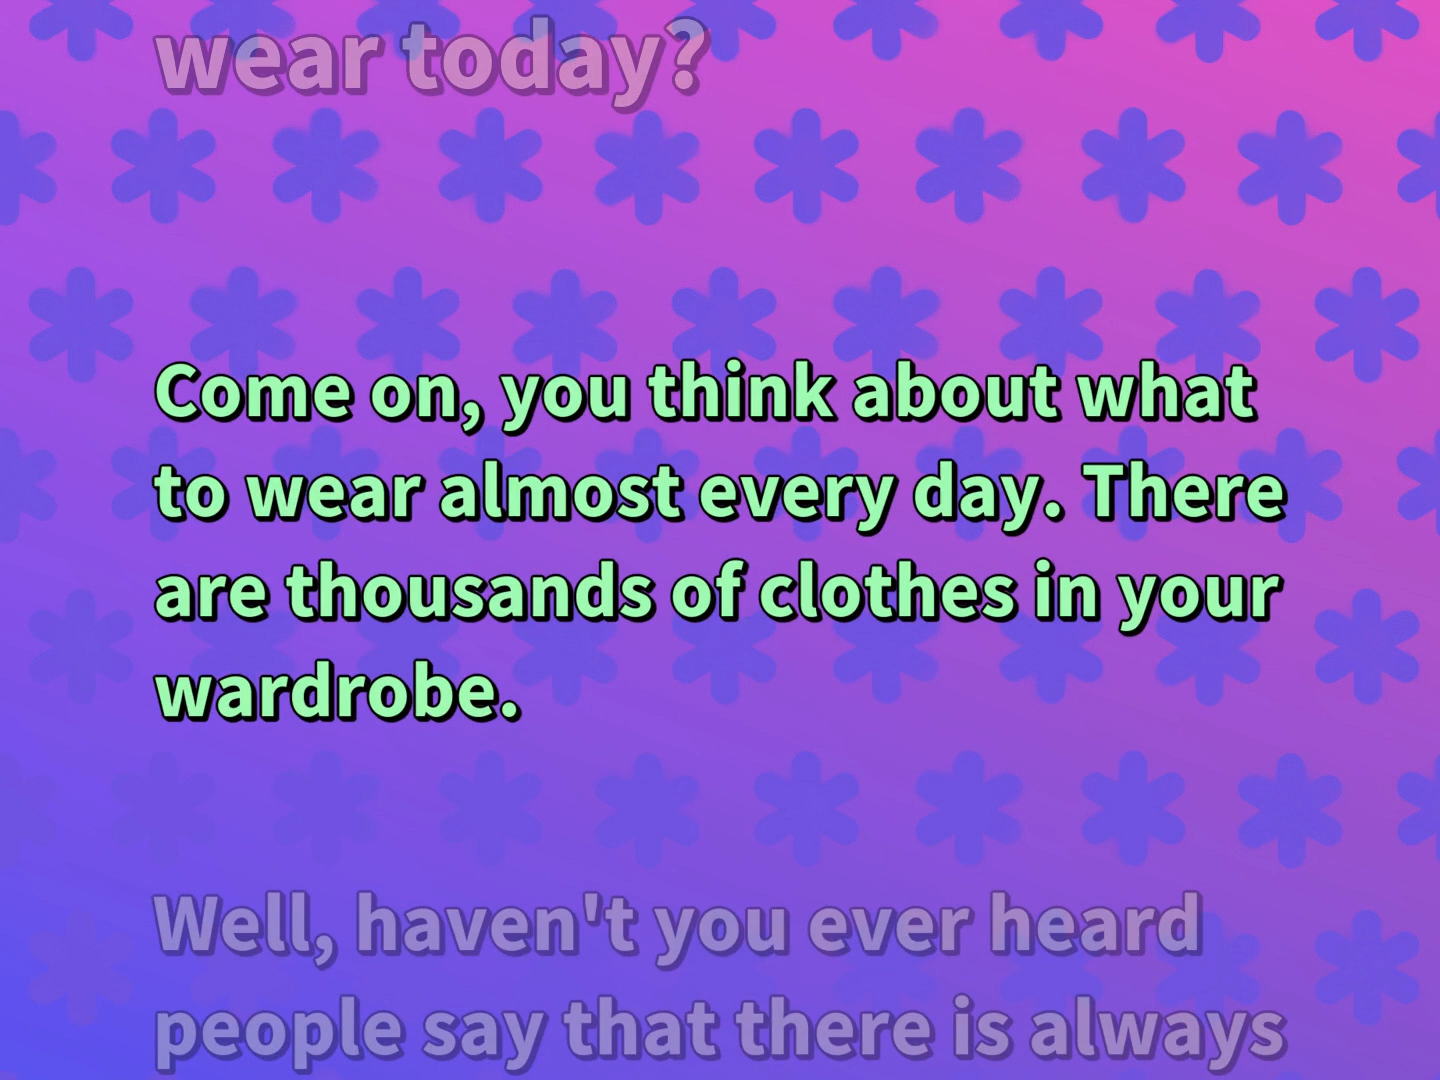 wear today?
Come on, you think about what
to wear almost every day. There
are thousands of clothes in your
wardrobe.
Well, haven't you ever heard
people say that there is always